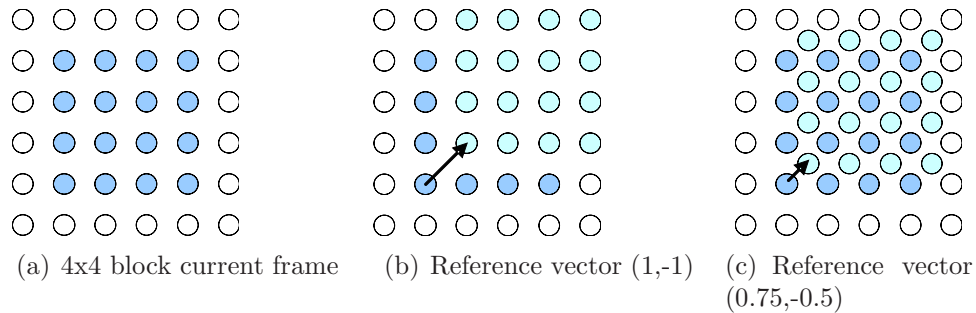 (a) 4x4 block current frame
(b) Reference vector (1,-1)
(c) Reference vector
(0.75,-0.5)